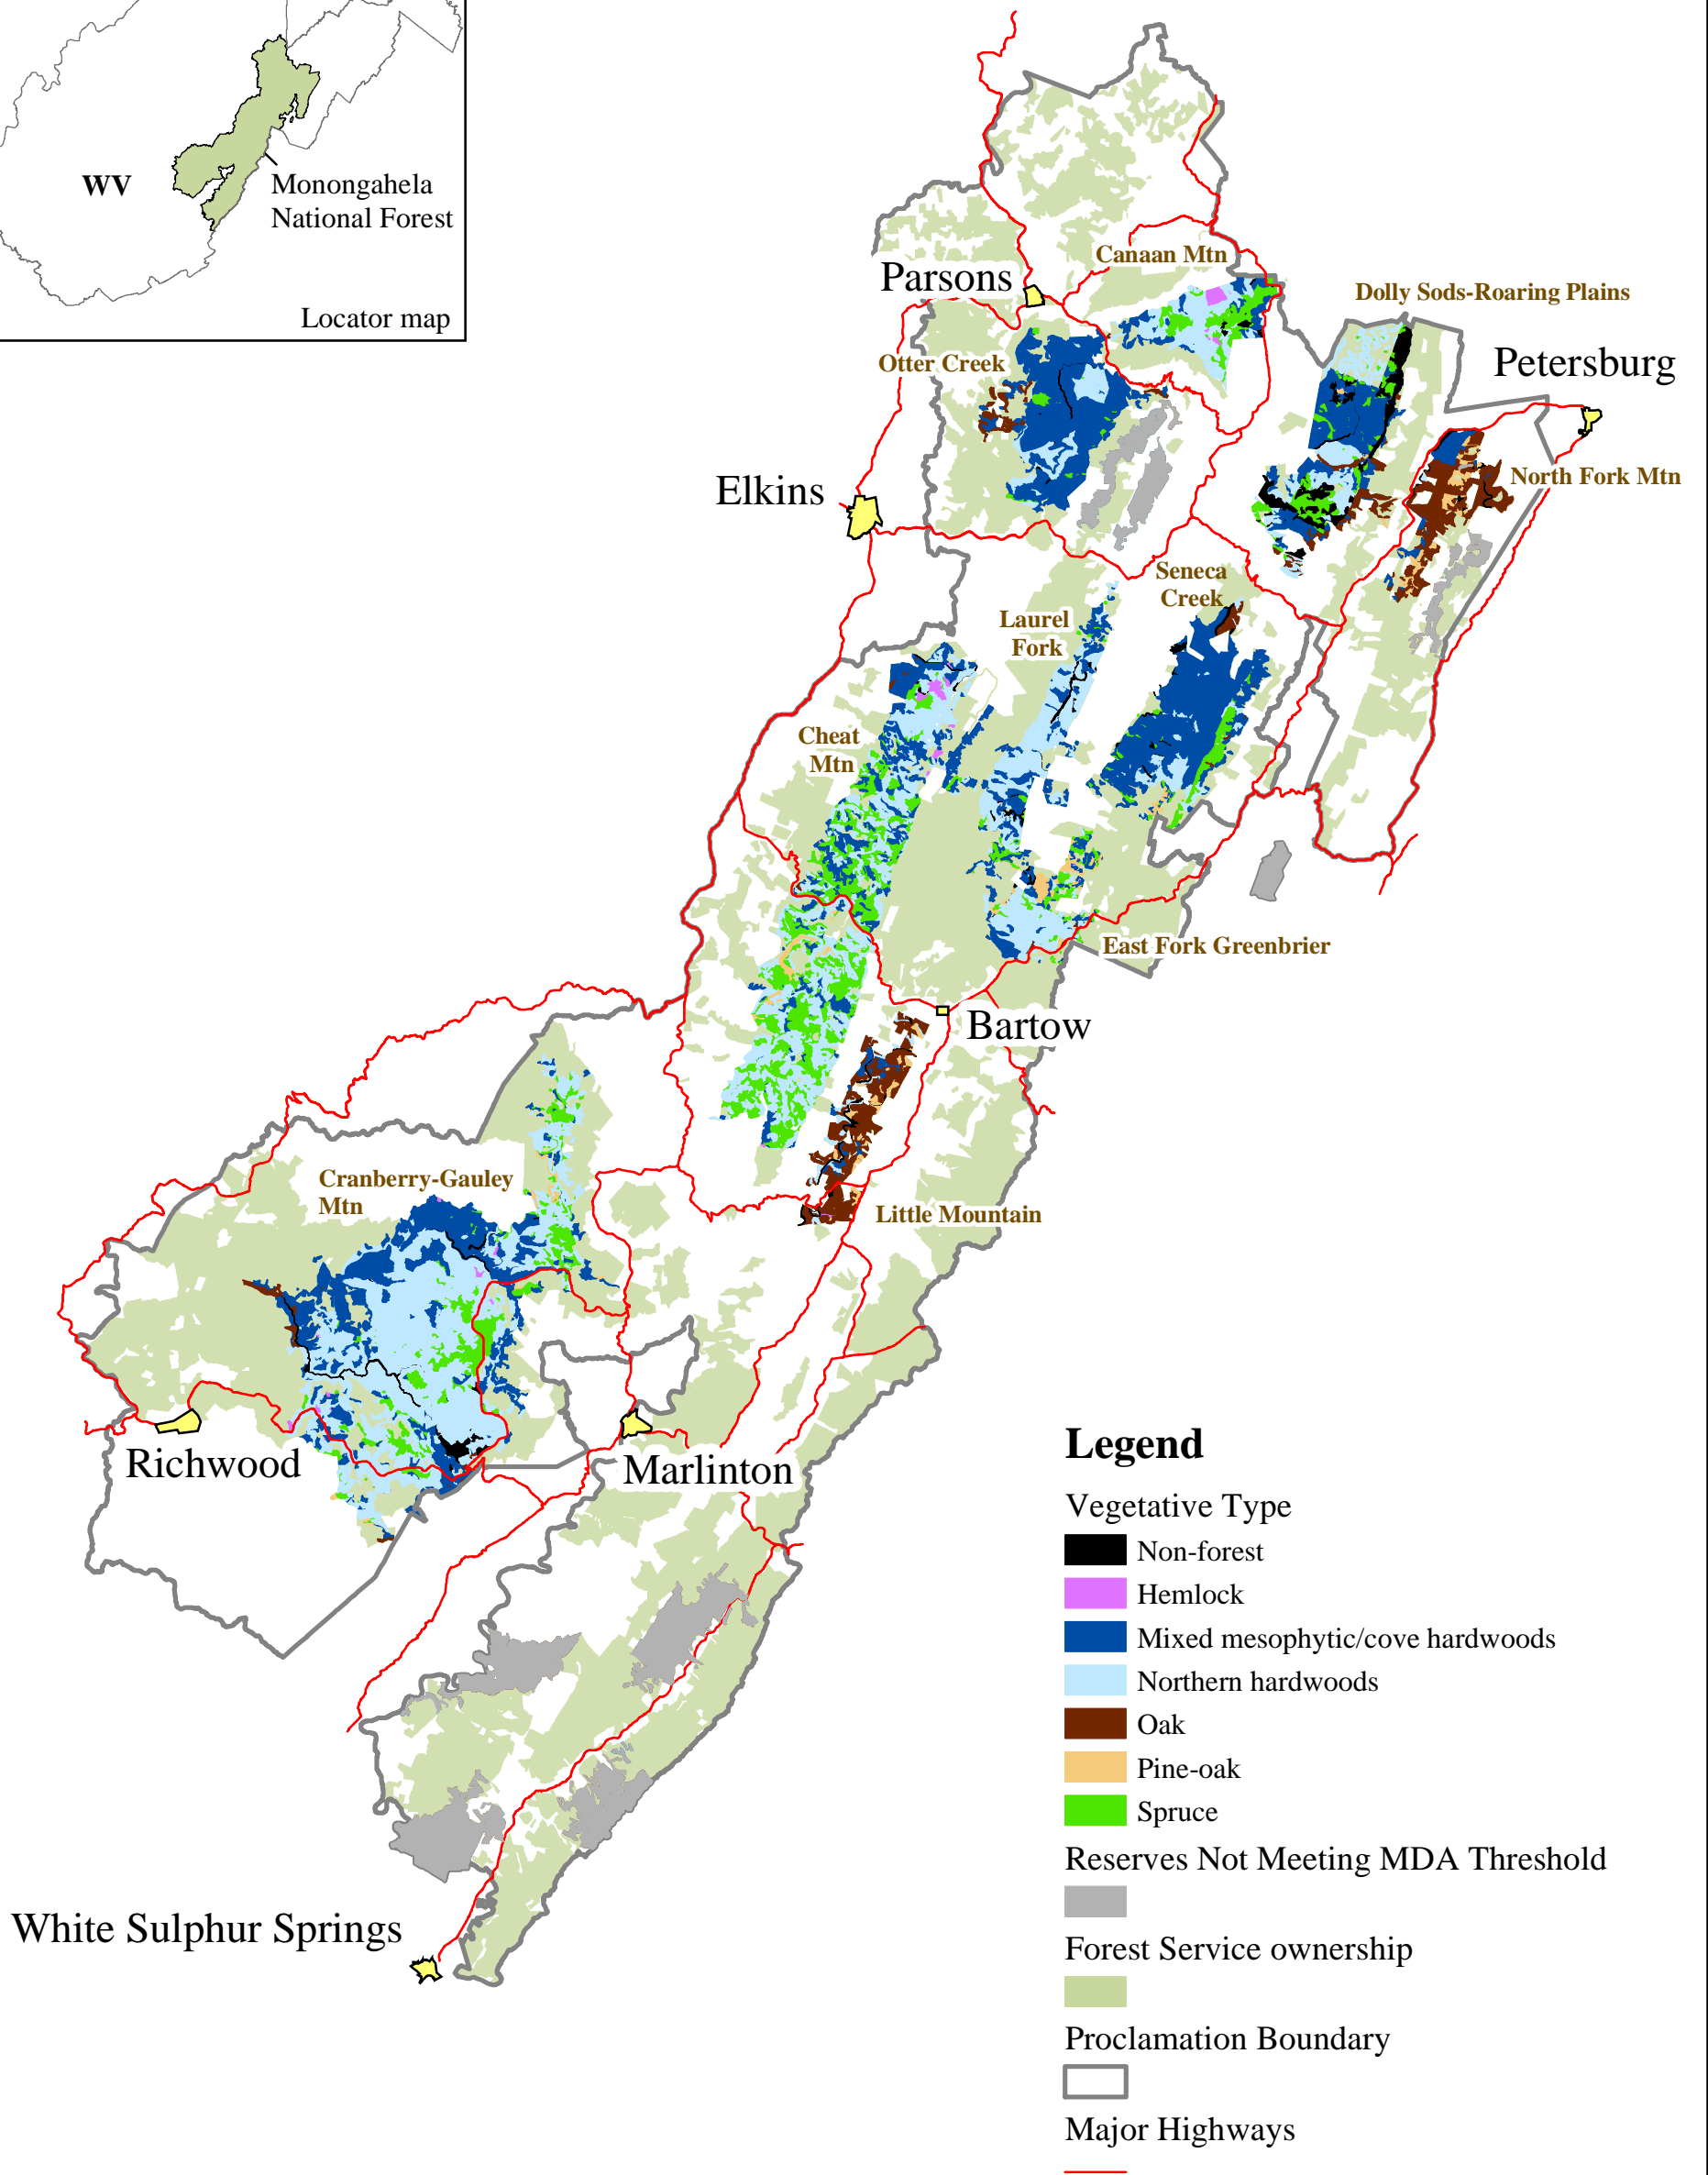 WV
Monongahela
National Forest
Locator map
Canaan Mtn
Parsons
Dolly Sods-Roaring Plains
Otter Creek
Petersburg
North Fork Mtn
Elkins
Seneca
Creek
Laurel
Fork
Cheat
Mtn
East Fork Greenbrier
Bartow
Cranberry-Gauley
Mtn
Little Mountain
Richwood
Marlinton
White Sulphur Springs
Legend
Vegetative Type
Non-forest
Hemlock
Mixed mesophytic/cove hardwoods
Northern hardwoods
Oak
Pine-oak
Spruce
Reserves Not Meeting MDA Threshold
Forest Service ownership
Proclamation Boundary
Major Highways